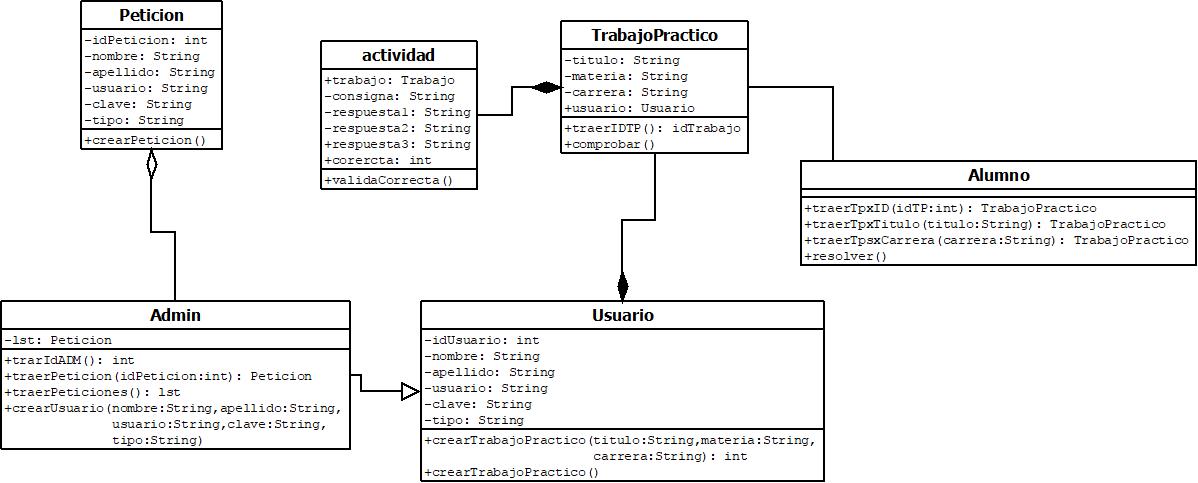 Peticion
-idPeticion: int
-nombre: String
-apellido: String
-usuario: String
-clave: String
-tipo: String
+crearPeticion()
actividad
+trabajo: Trabajo
-consigna: String
-respuesta1: String
-respuesta2: String
+respuesta3: String
+corercta: int
+validaCorrecta()
TrabajoPractico
-titulo: String
-materia: String
-carrera: String
+usuario: Usuario
+traerIDTP(): idTrabajo
+comprobar()
Alumno
+traerTpxID(idTP:int): TrabajoPractico
+traerTpxTitulo(titulo:String): TrabajoPractico
+traerTpsxCarrera(carrera:String): TrabajoPractico
+resolver()
Admin
-lst: Peticion
+trarIdADM(): int
+traerPeticion(idPeticion:int): Peticion
+traerPeticiones(): lst
+crearUsuario(nombre:String,apellido:String,
usuario:String,clave:String,
tipo:String)
Usuario
-idUsuario: int
-nombre: String
-apellido: String
-usuario: String
-clave: String
-tipo: String
+crearTrabajoPractico(titulo:String,materia:String,
carrera:String): int
+crearTrabajoPractico()